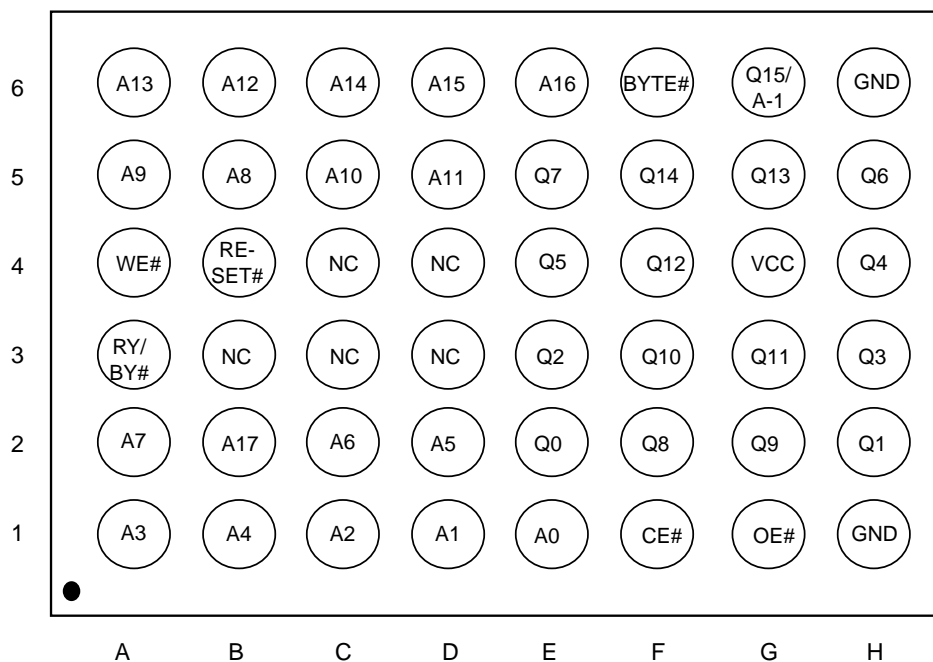 6 A13 A12 A14 A15 A16 BYTE# Q15/ A-1 GND
5 A9 A8 A10 A11 Q7 Q14 Q13 Q6
4 WE# RE- SET# NC NC Q5 Q12 VCC Q4
3 RY/ BY# NC NC NC Q2 Q10 Q11 Q3
2 A7 A17 A6 A5 Q0 Q8 Q9 Q1
1 A3 A4 A2 A1 A0 CE# OE# GND
A B C D E F G H